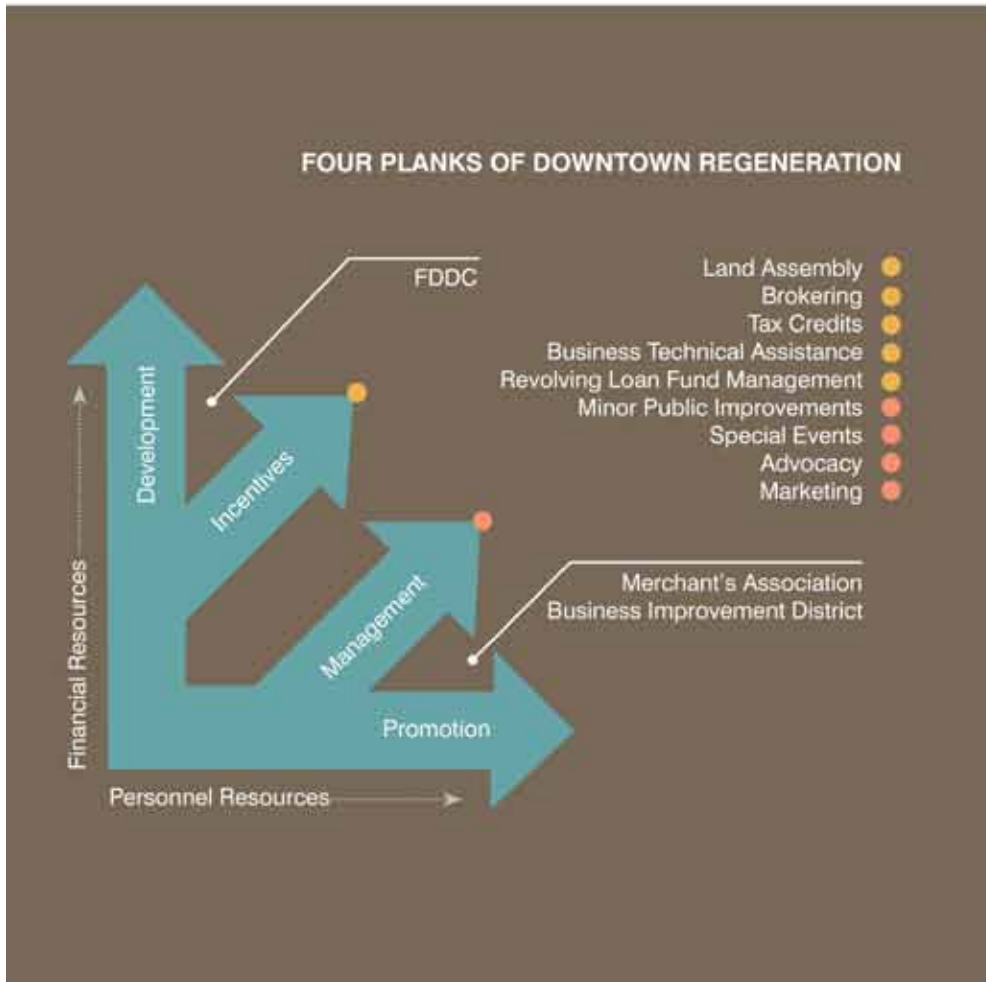 FOUR PLANKS OF DOWNTOWN REGENERATION
FDDC
Land Assembly
Brokering
Tax Credits
Business Technical Assistance
Revolving Loan Fund Management
Minor Public Improvements
Special Events
Advocacy
Marketing
Development
Incentives
Management
Merchant's Association
Business Improvement District
Promotion
Financial Resources
Personnel Resources